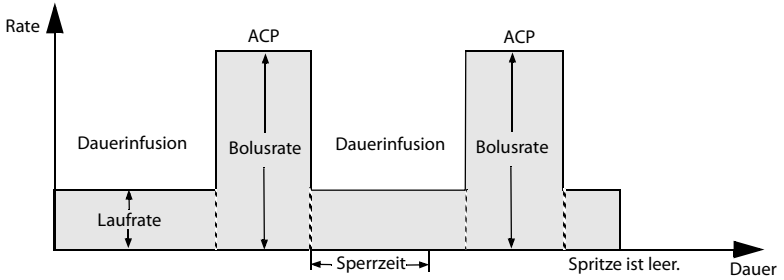 Rate
ACP
ACP
Dauerinfusion
Bolusrate
Dauerinfusion
Bolusrate
Laufrate
Sperrzeit
Spritze ist leer.
Dauer